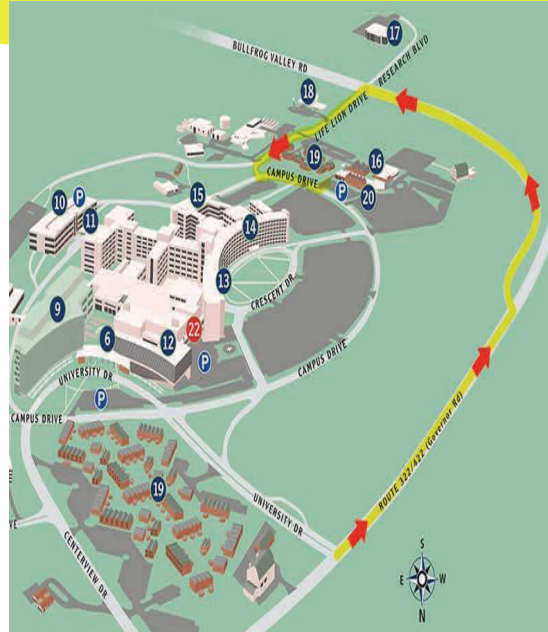 17
BULLFROG VALLEY RD
RESEARCH BLVD
18
LIFE LION DRIVE
19
16
CAMPUS DRIVE
P
20
10
P
15
11
14
13
9
CRESCENT DR
22
6
12
P
CAMPUS DRIVE
UNIVERSITY DR
P
CAMPUS DRIVE
ROUTE 322/422 (Governor Rd)
19
UNIVERSITY DR
CENTERVIEW DR
S
E
W
N